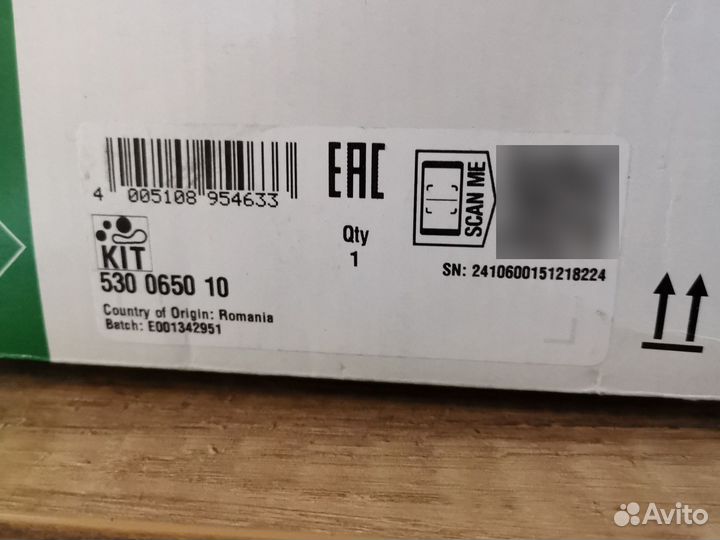 4 005108 954633
EAC
SCAN ME
Qty
1
SN: 2410600151218224
KIT
530 0650 10
Country of Origin: Romania
Batch: E001342951
Avito